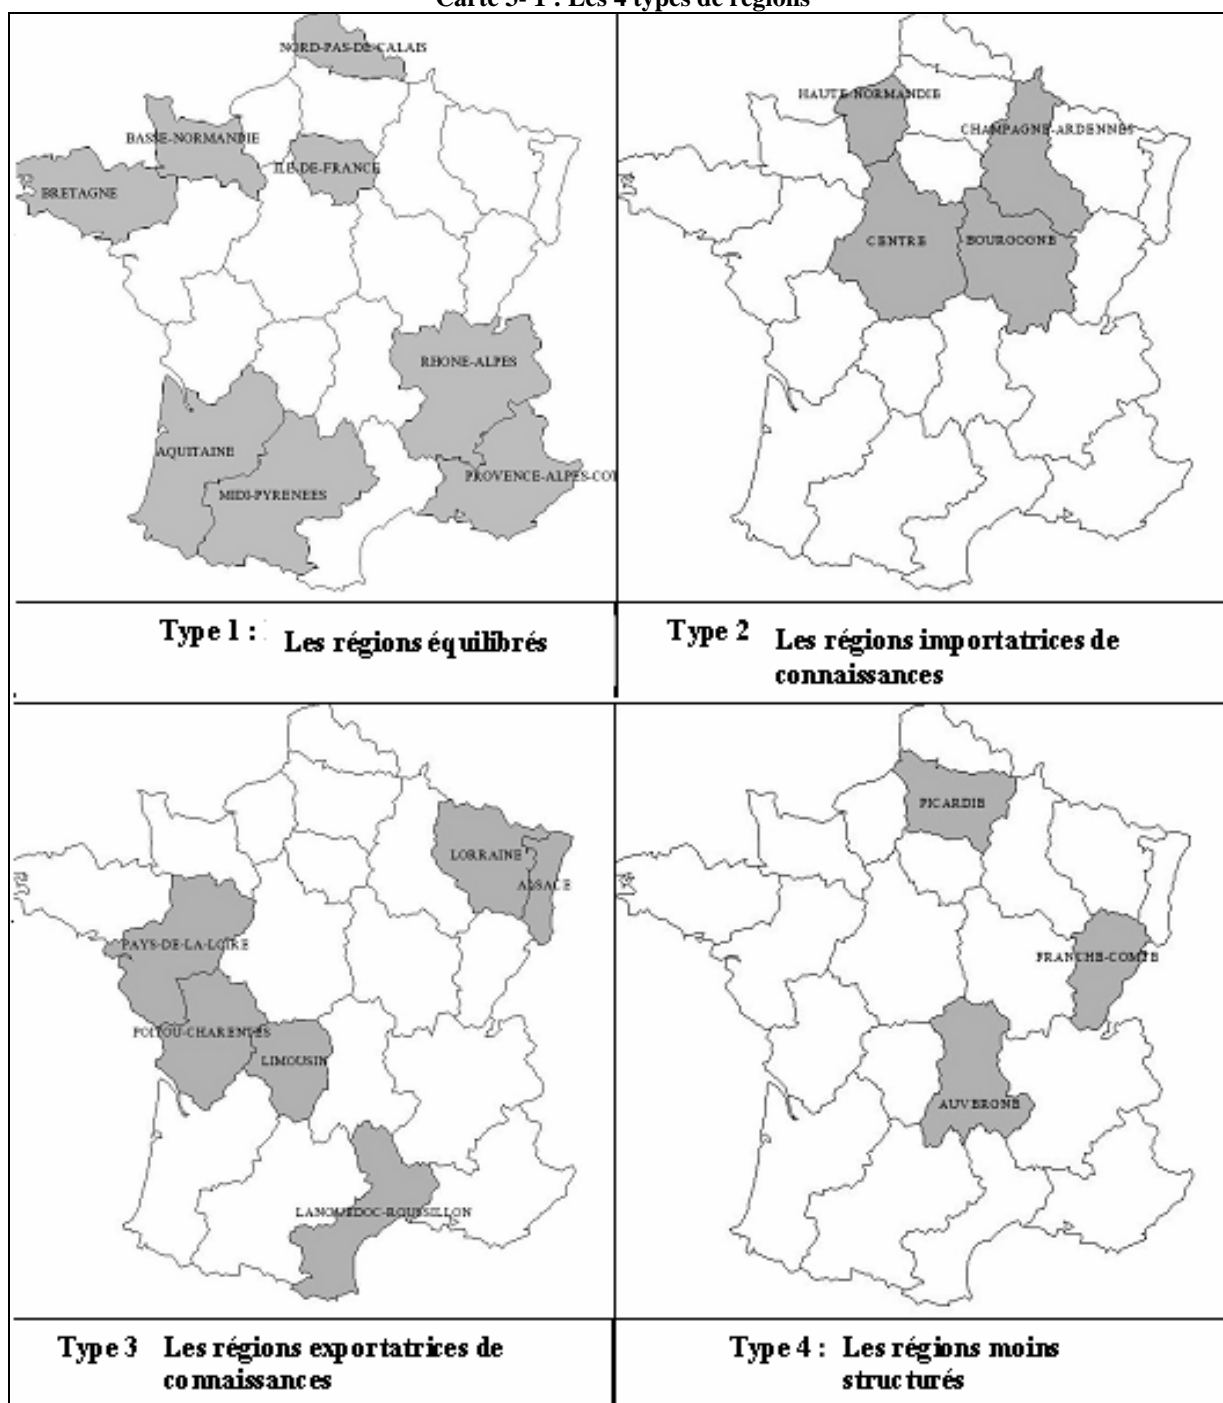 Carte 3- 1 : Les 4 types de régions
NORD-PAS-DE-CALAIS
BASSE-NORMANDIE
ILE-DE-FRANCE
BRETAGNE
RHONE-ALPES
AQUITAINE
MIDI-PYRENEES
PROVENCE-ALPES-COT
HAUTE-NORMANDIE
CHAMPAGNE-ARDENNES
CENTRE
BOURGOGNE
Type 1 : Les régions équilibrés
Type 2 Les régions importatrices de
connaissances
LORRAINE
ALSACE
PAYS-DE-LA-LOIRE
POITOU-CHARENTES
LIMOUSIN
LANGUEDOC-ROUSSILLON
PICARDIE
FRANCHE-COMTE
AUVERGNE
Type 3 Les régions exportatrices de
connaissances
Type 4 : Les régions moins
structurés